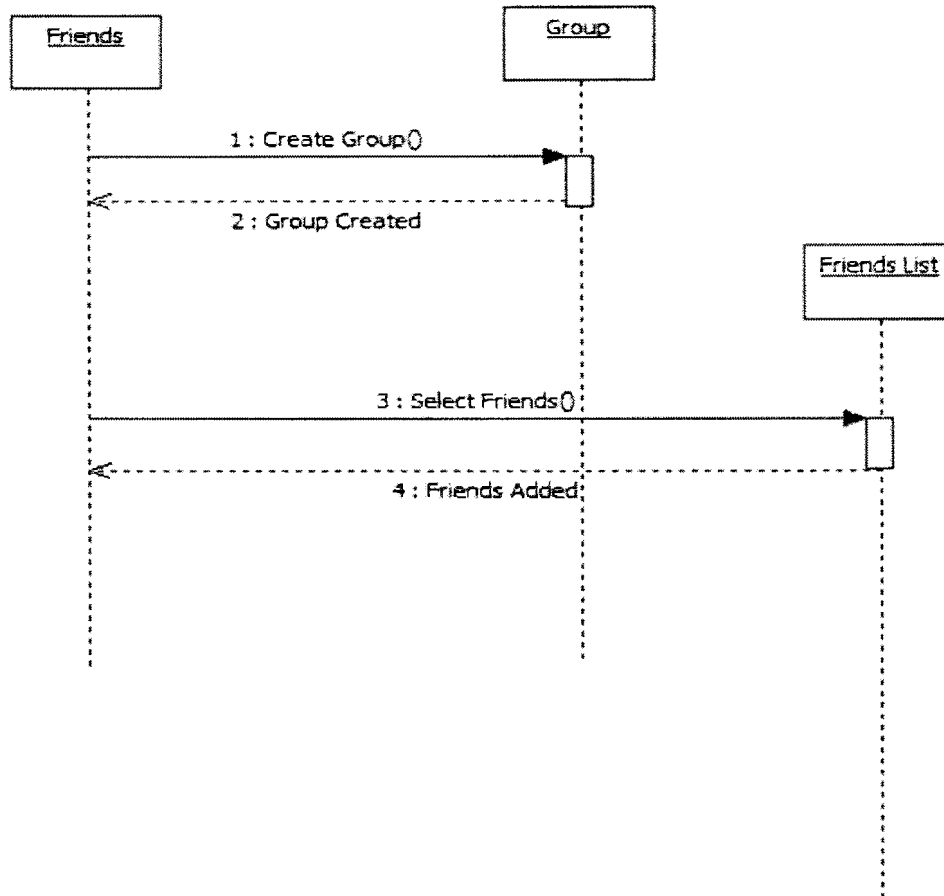 Friends
Group
1 : Create Group()
2 : Group Created
Friends List
3 : Select Friends()
4 : Friends Added